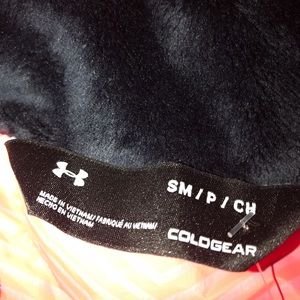 SM / P / CH
MADE IN VIETNAM / FABRIQUÉ AU VIETNAM/
HECHO EN VIETNAM
COLDGEAR